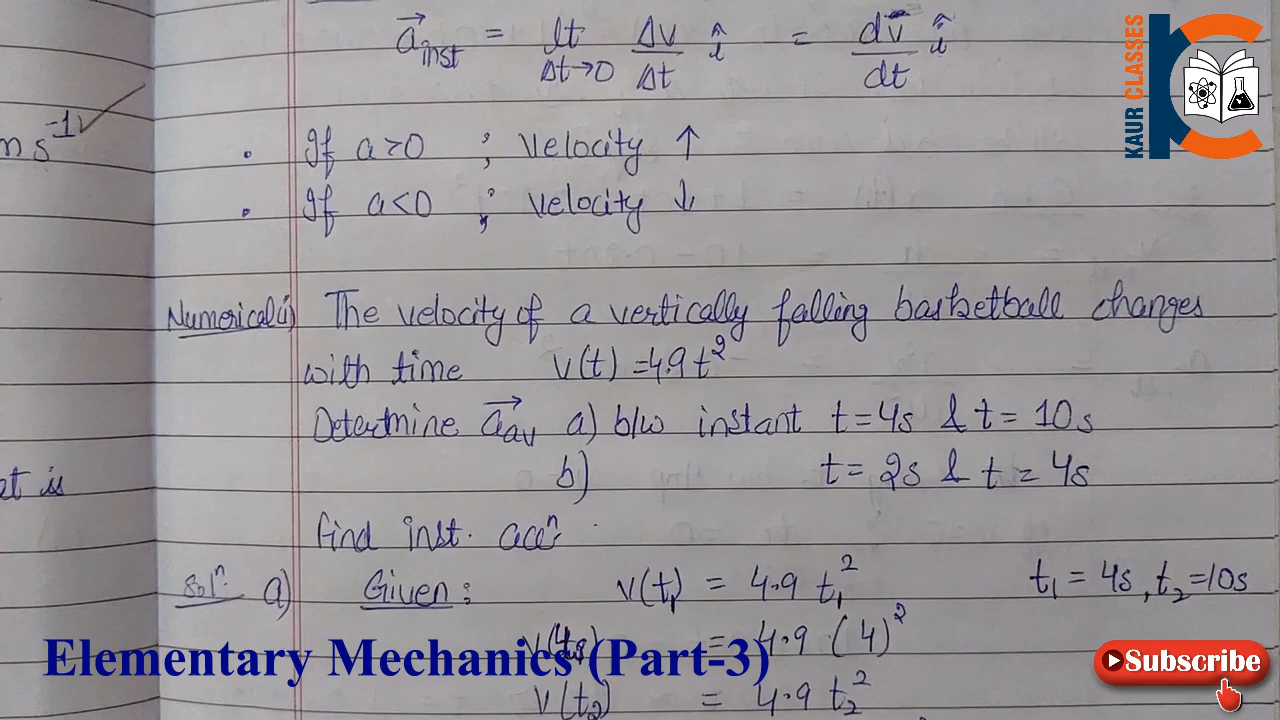 a⃗inst = lt Δt→0 Δv/Δt î = dv/dt î
m s⁻¹
• If a>0 ; velocity ↑
• If a<0 ; velocity ↓
Numerical(i) The velocity of a vertically falling basketball changes
with time v(t) = 4.9 t²
Determine a⃗av a) b/w instant t=4s & t=10s
b) t=2s & t=4s
et is
find inst. accⁿ.
Solⁿ. a) Given: v(t₁) = 4.9 t₁² t₁=4s, t₂=10s
v(4s) = 4.9 (4)²
v(t₂) = 4.9 t₂²
Elementary Mechanics (Part-3)
KAUR CLASSES
Subscribe